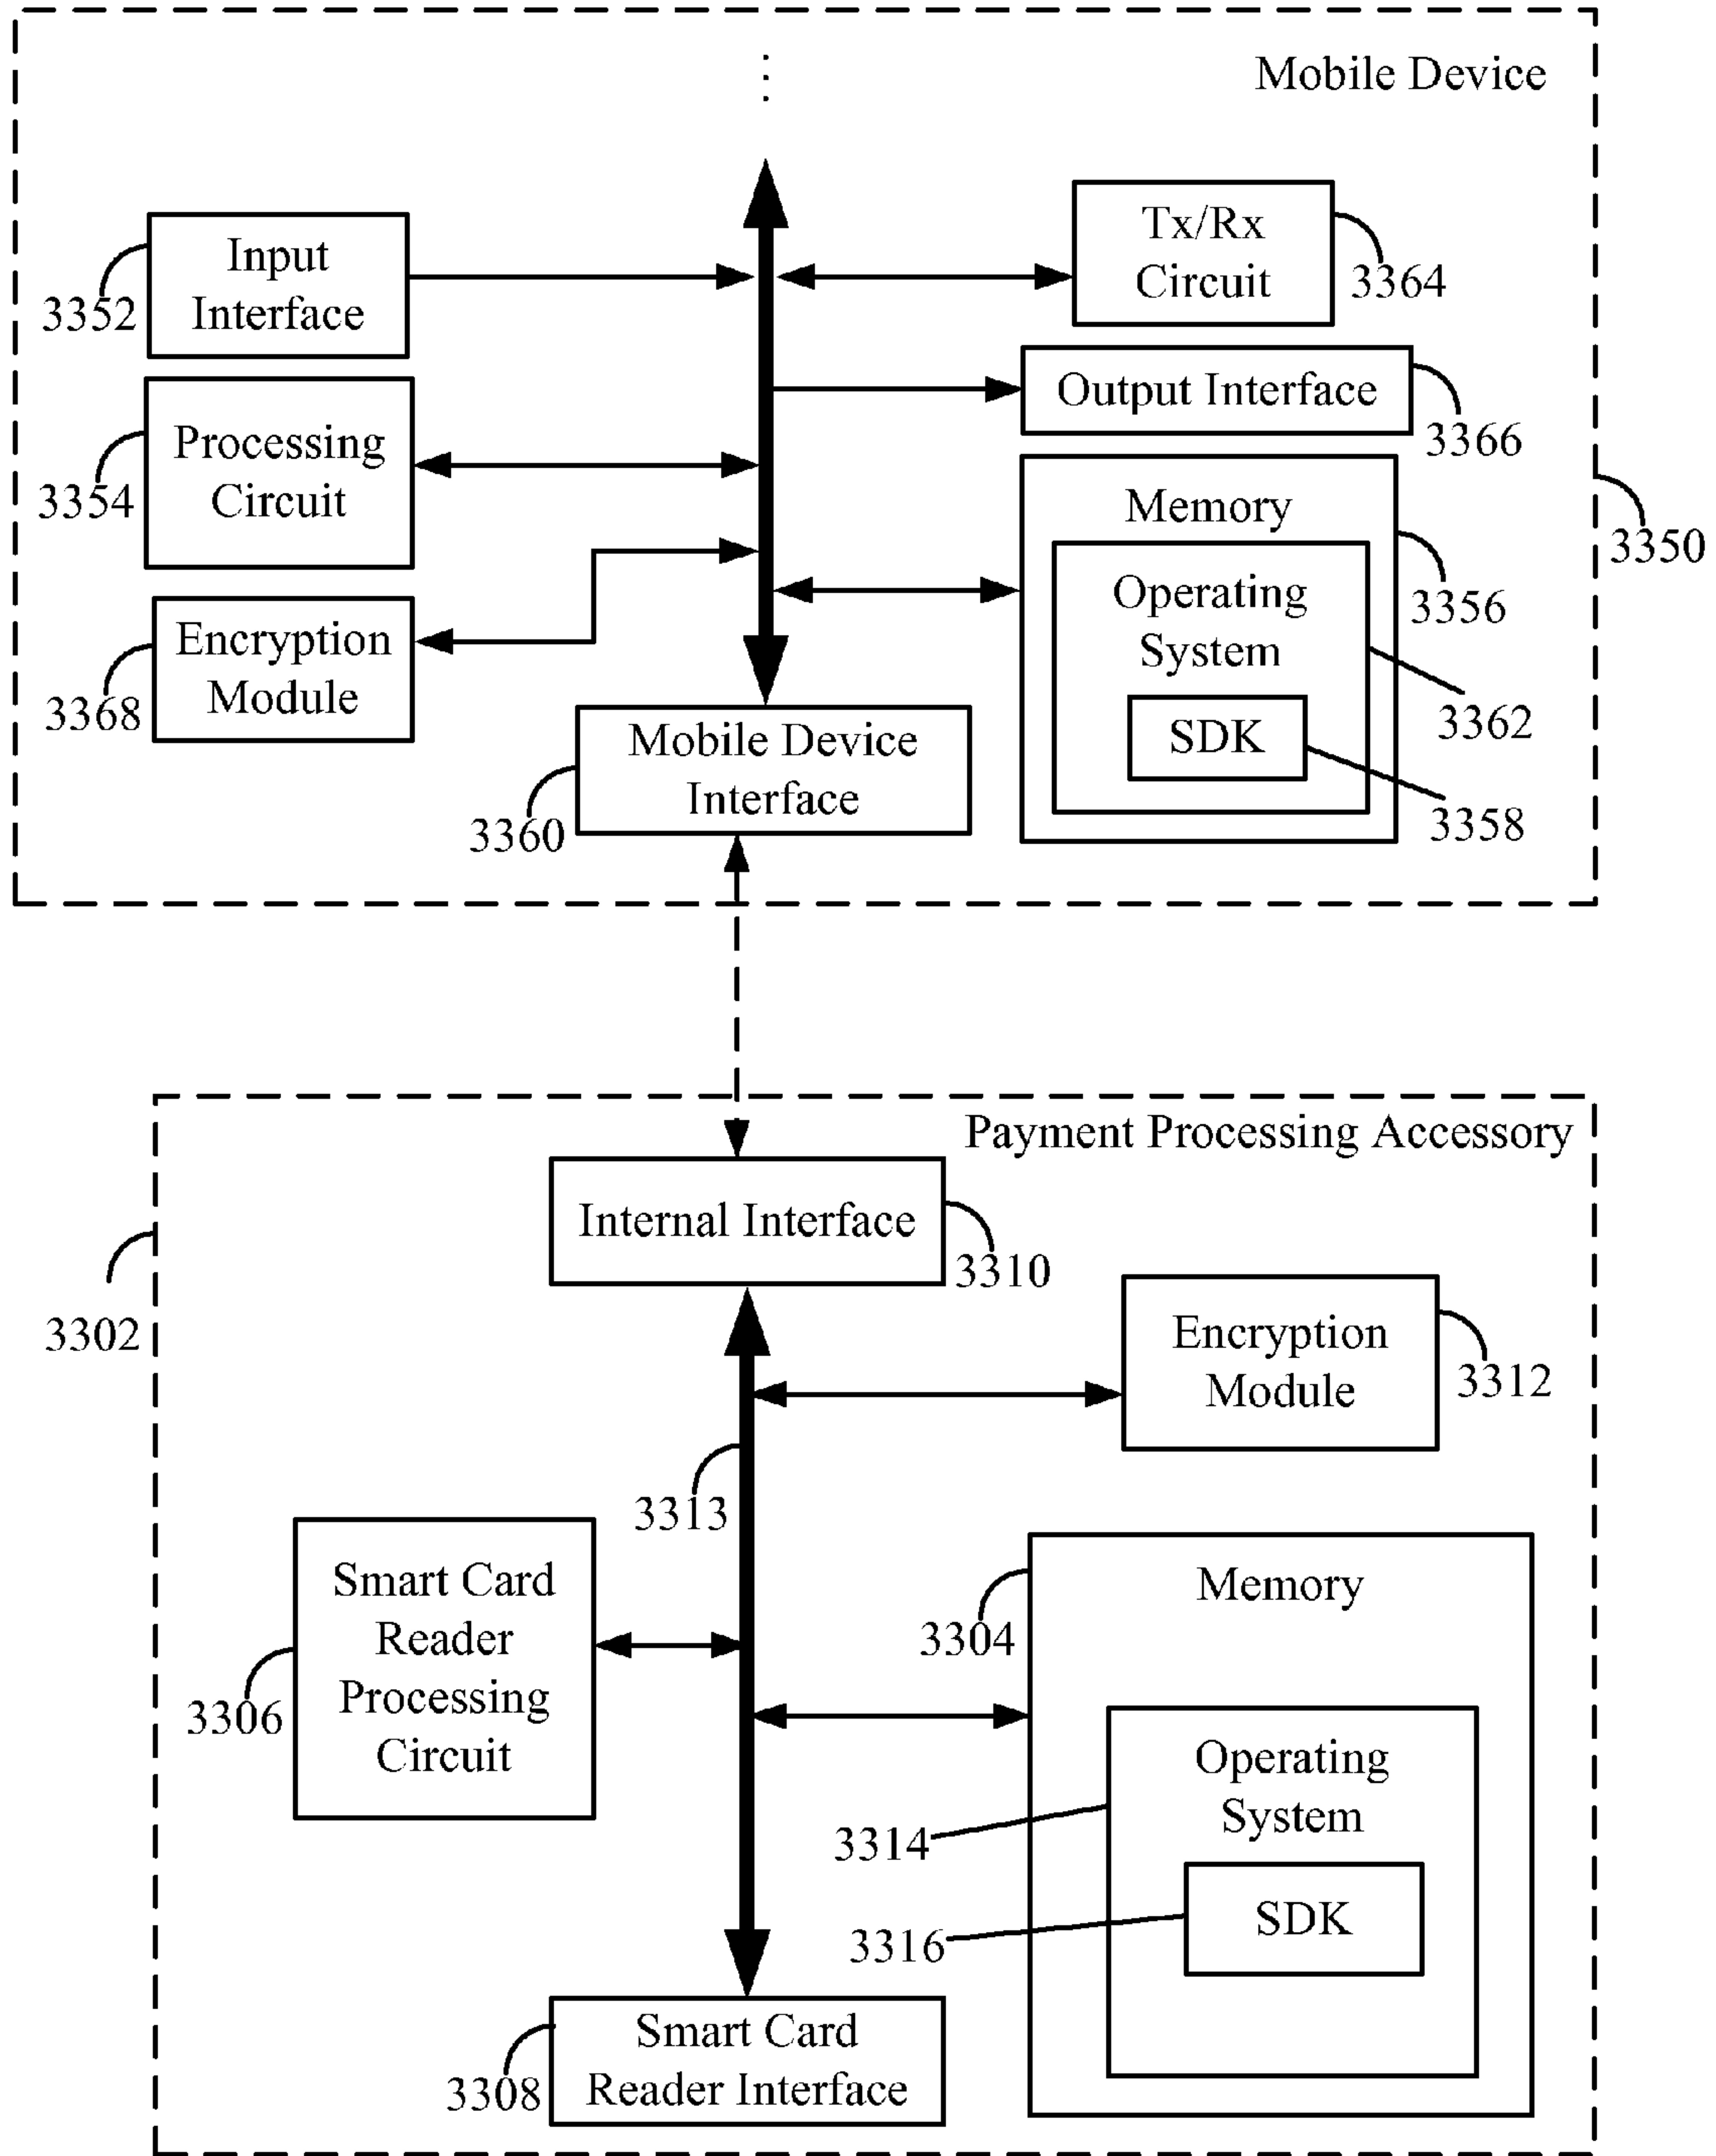 Mobile Device
Input
Interface
3352
Tx/Rx
Circuit
3364
Output Interface
3366
Processing
Circuit
3354
Memory
3356
3350
Operating
System
3362
SDK
3358
Encryption
Module
3368
Mobile Device
Interface
3360
Payment Processing Accessory
Internal Interface
3310
3302
Encryption
Module
3312
3313
Smart Card
Reader
Processing
Circuit
3306
Memory
3304
Operating
System
3314
SDK
3316
Smart Card
Reader Interface
3308